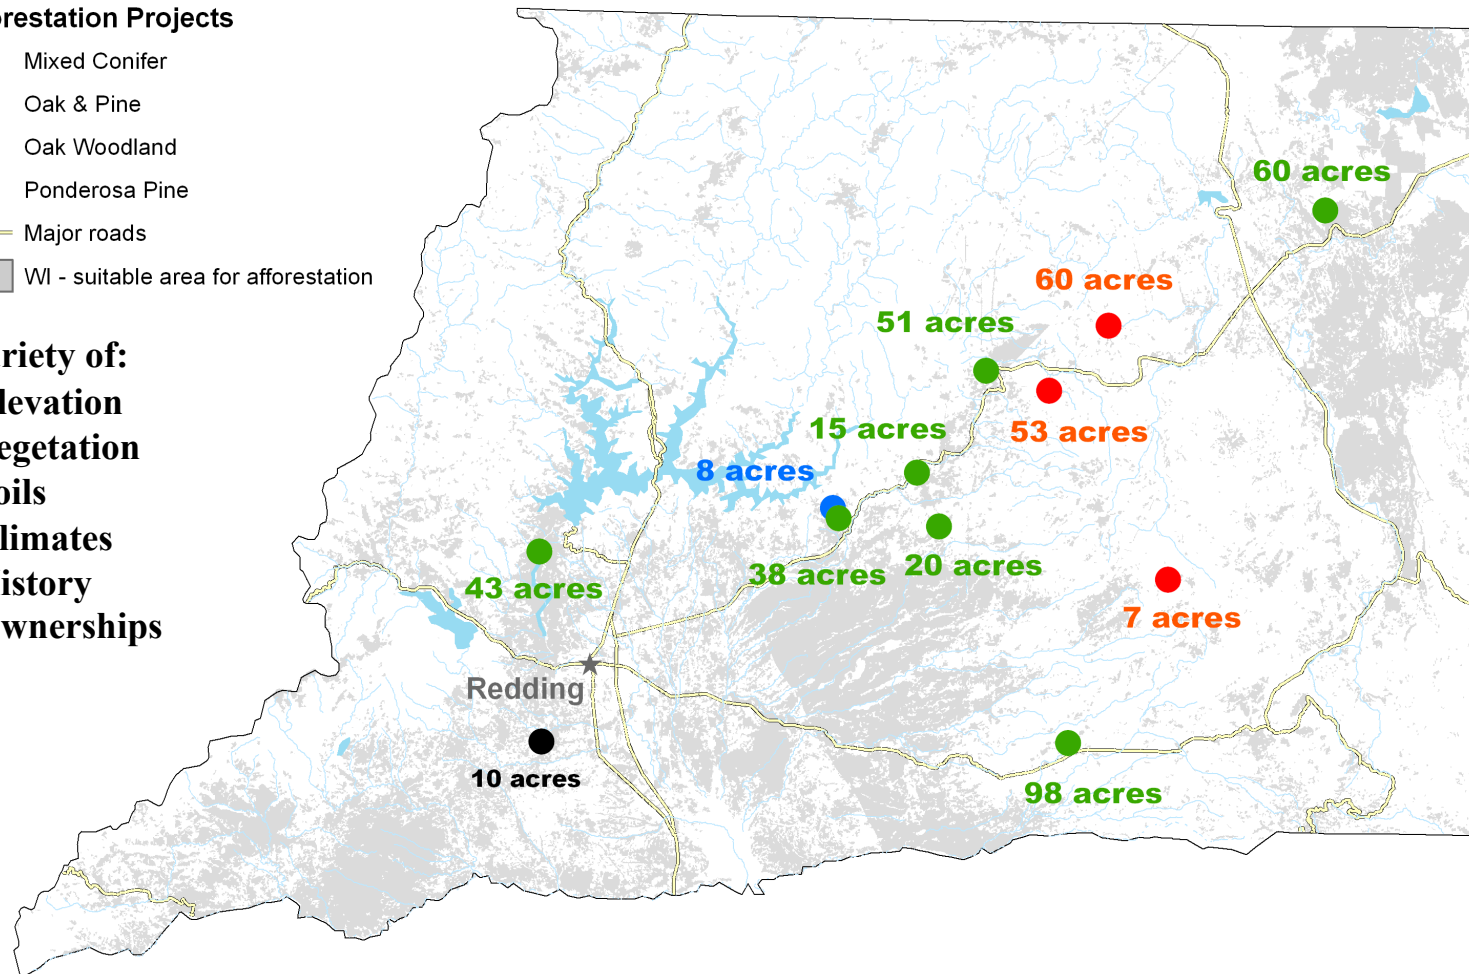 restation Projects
Mixed Conifer
Oak & Pine
Oak Woodland
Ponderosa Pine
Major roads
WI - suitable area for afforestation
riety of:
levation
egetation
oils
limates
istory
wnerships
60 acres
60 acres
51 acres
53 acres
15 acres
8 acres
38 acres
20 acres
43 acres
7 acres
Redding
10 acres
98 acres